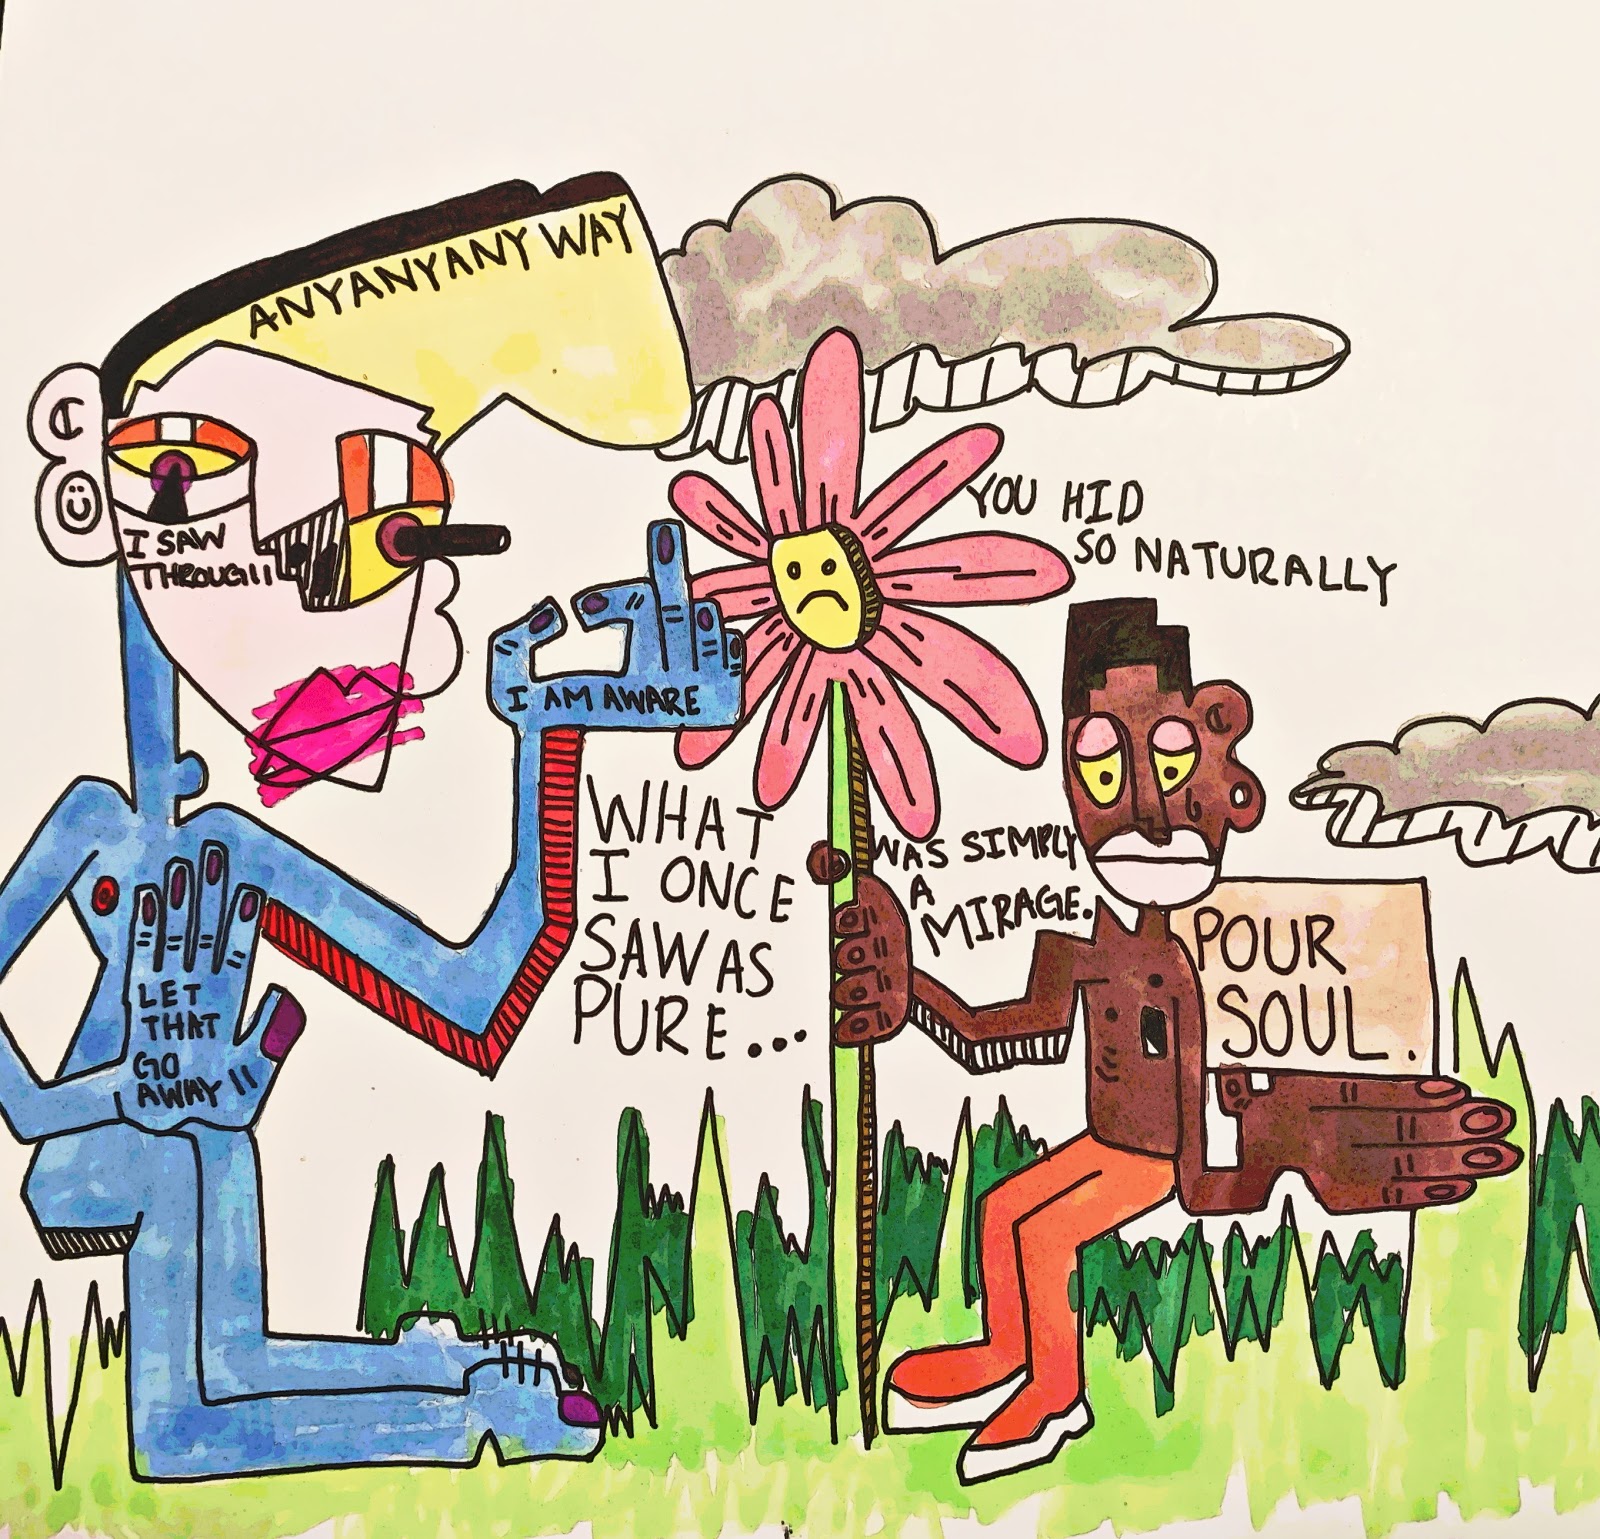 ANYANYANY WAY
I SAW
THROUGH
I AM AWARE
LET
THAT
GO
AWAY!!
WHAT
I ONCE
SAW AS
PURE...
YOU HID
SO NATURALLY
WAS SIMPLY
A
MIRAGE.
POUR
SOUL.